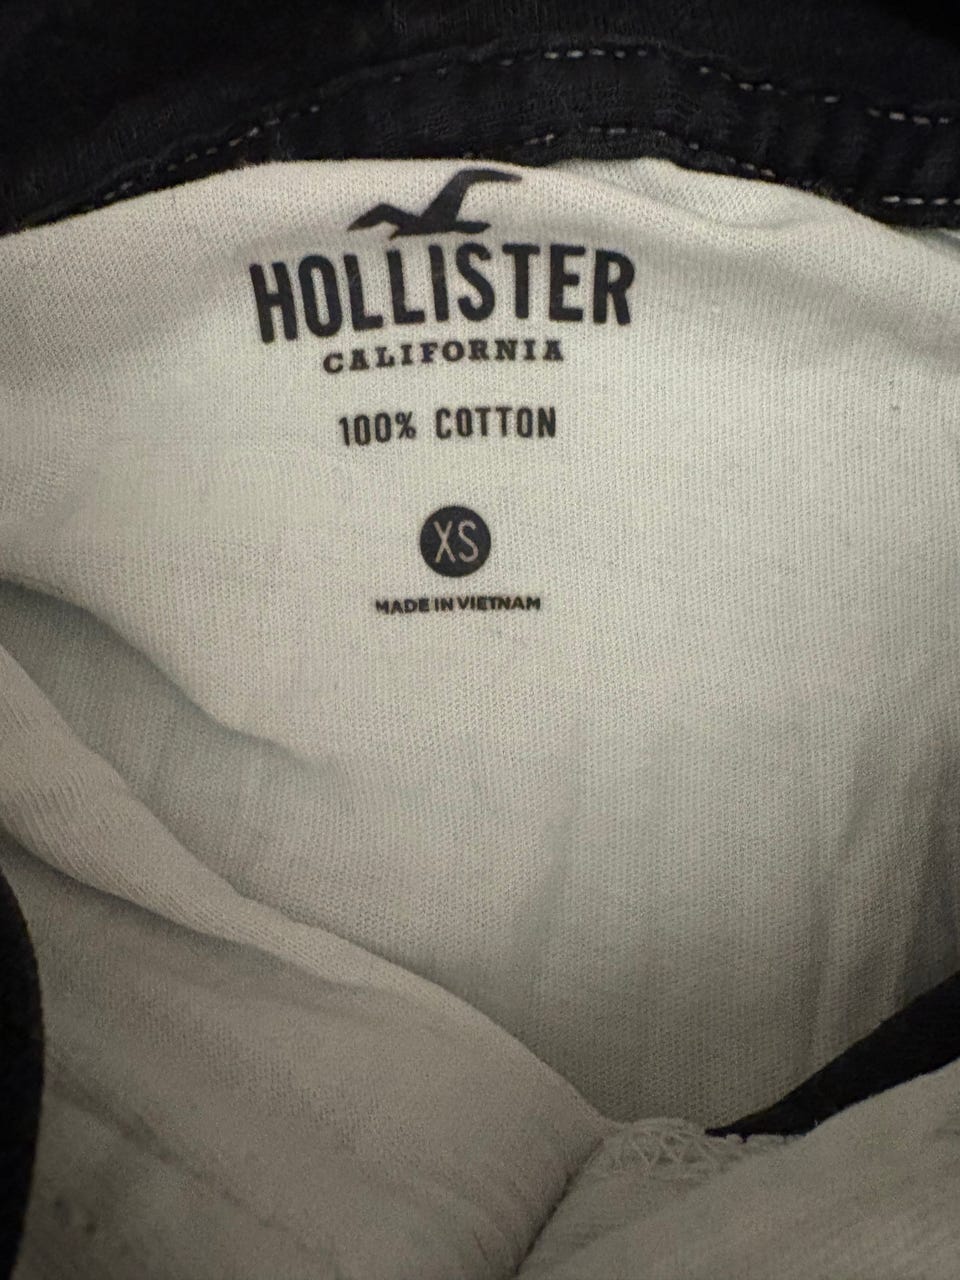 HOLLISTER
CALIFORNIA
100% COTTON
XS
MADE IN VIETNAM